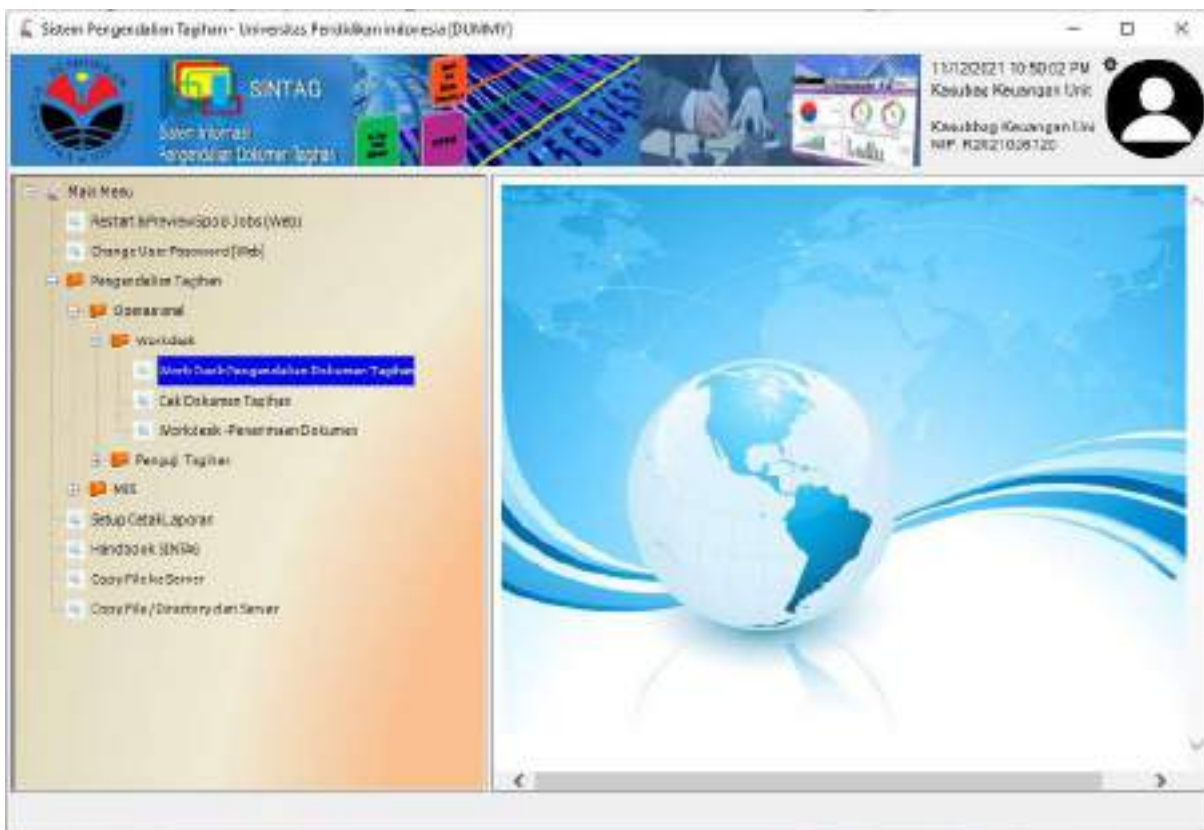 Sistem Pengendalian Tagihan - Universitas Pendidikan Indonesia (DUMMY)
SINTAG
Sistem Informasi
Pengendalian Dokumen Tagihan
11/12/2021 10:50:02 PM
Kasubag Keuangan Unit
Kasubbag Keuangan Uni
NIP.
Main Menu
Restart InPreview Spool Jobs (Web)
Change User Password (Web)
Pengendalian Tagihan
Operasional
Workdesk
Work Desk Pengendalian Dokumen Tagihan
Cek Dokumen Tagihan
Workdesk - Penerimaan Dokumen
Penguji Tagihan
MIS
Setup Cetak Laporan
Handbook SINTAG
Copy File ke Server
Copy File / Directory dari Server